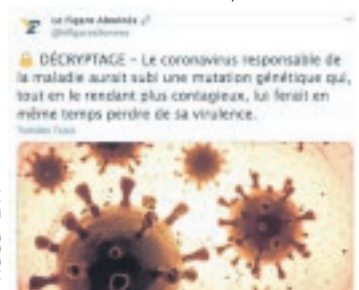 Le Figaro Abonnés
🔒 DÉCRYPTAGE – Le coronavirus responsable de
la maladie aurait subi une mutation génétique qui,
tout en le rendant plus contagieux, lui ferait en
même temps perdre de sa virulence.